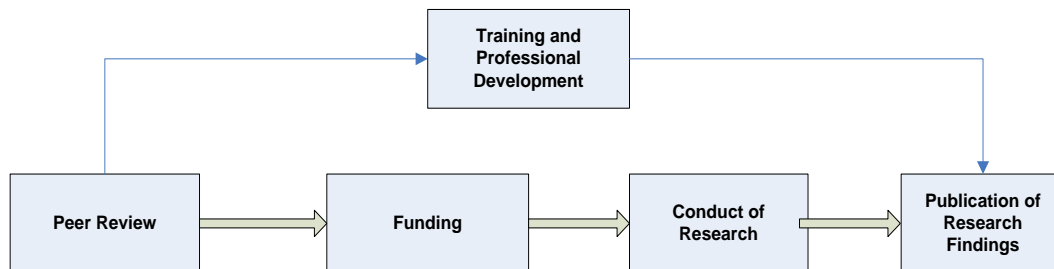 Training and
Professional
Development
Peer Review
Funding
Conduct of
Research
Publication of
Research
Findings